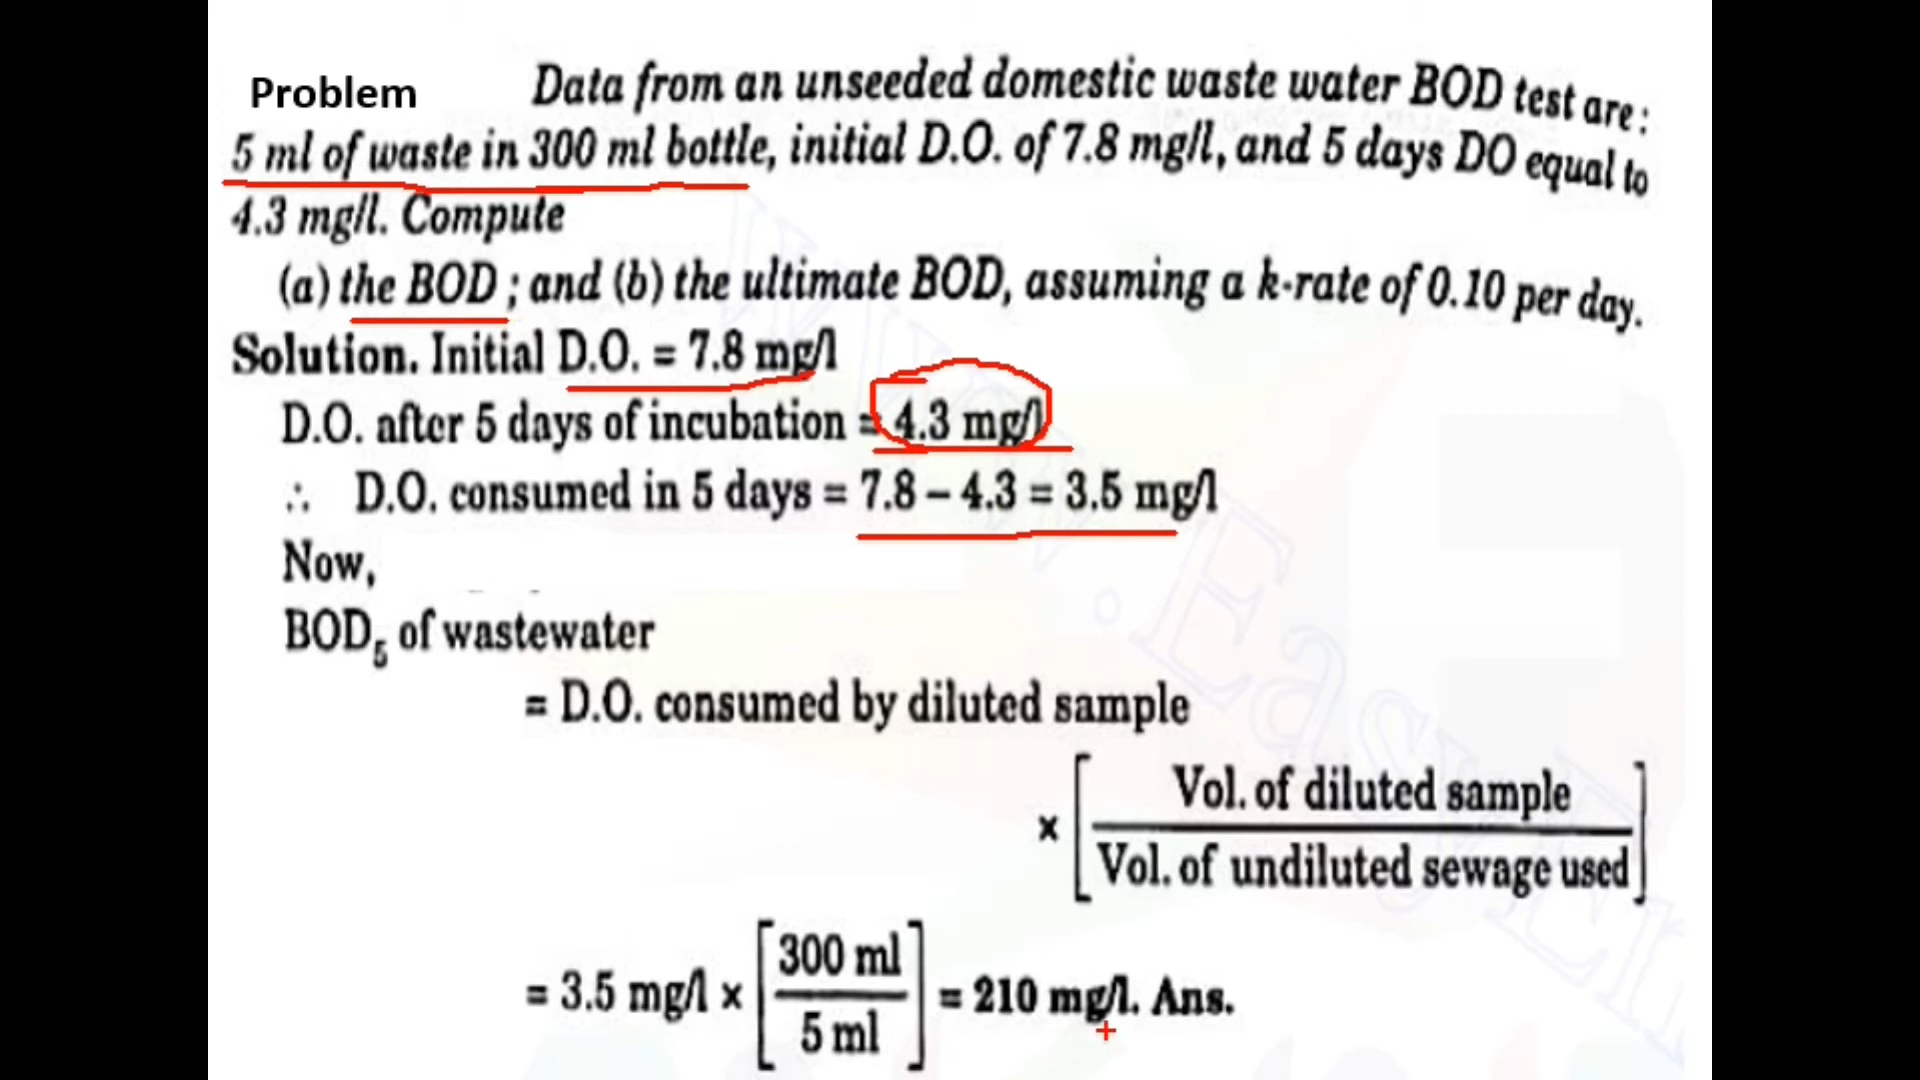 Problem Data from an unseeded domestic waste water BOD test are:
5 ml of waste in 300 ml bottle, initial D.O. of 7.8 mg/l, and 5 days DO equal to
4.3 mg/l. Compute
(a) the BOD ; and (b) the ultimate BOD, assuming a k-rate of 0.10 per day.
Solution. Initial D.O. = 7.8 mg/l
D.O. after 5 days of incubation = 4.3 mg/l
∴ D.O. consumed in 5 days = 7.8 – 4.3 = 3.5 mg/l
Now,
BOD₅ of wastewater
= D.O. consumed by diluted sample
× [Vol. of diluted sample
Vol. of undiluted sewage used]
= 3.5 mg/l × [300 ml / 5 ml] = 210 mg/l. Ans.